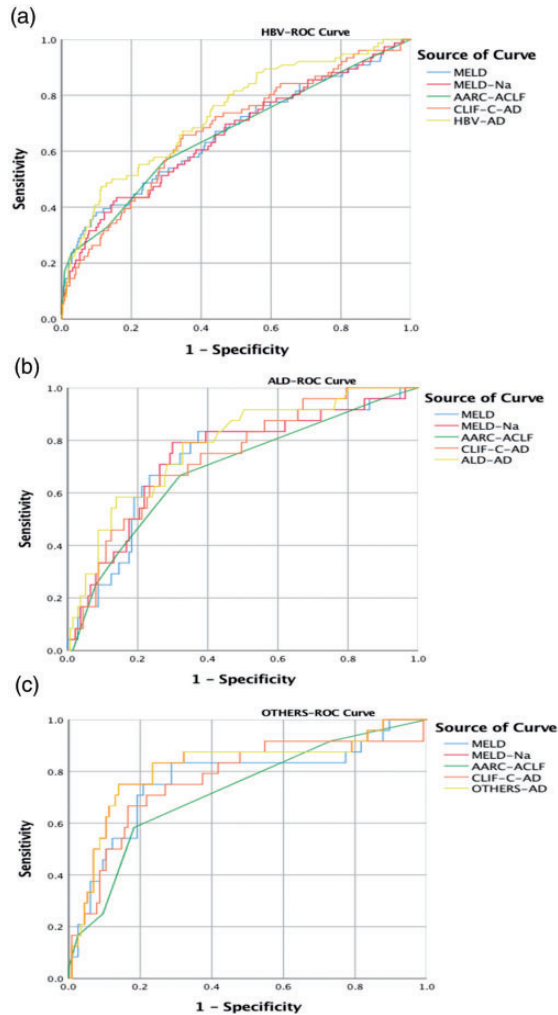 (a)
HBV-ROC Curve
Source of Curve
MELD
MELD-Na
AARC-ACLF
CLIF-C-AD
HBV-AD
Sensitivity
1.0
0.8
0.6
0.4
0.2
0.0
0.0 0.2 0.4 0.6 0.8 1.0
1 - Specificity
(b)
ALD-ROC Curve
Source of Curve
MELD
MELD-Na
AARC-ACLF
CLIF-C-AD
ALD-AD
Sensitivity
1.0
0.8
0.6
0.4
0.2
0.0
0.0 0.2 0.4 0.6 0.8 1.0
1 - Specificity
(c)
OTHERS-ROC Curve
Source of Curve
MELD
MELD-Na
AARC-ACLF
CLIF-C-AD
OTHERS-AD
Sensitivity
1.0
0.8
0.6
0.4
0.2
0.0
0.0 0.2 0.4 0.6 0.8 1.0
1 - Specificity